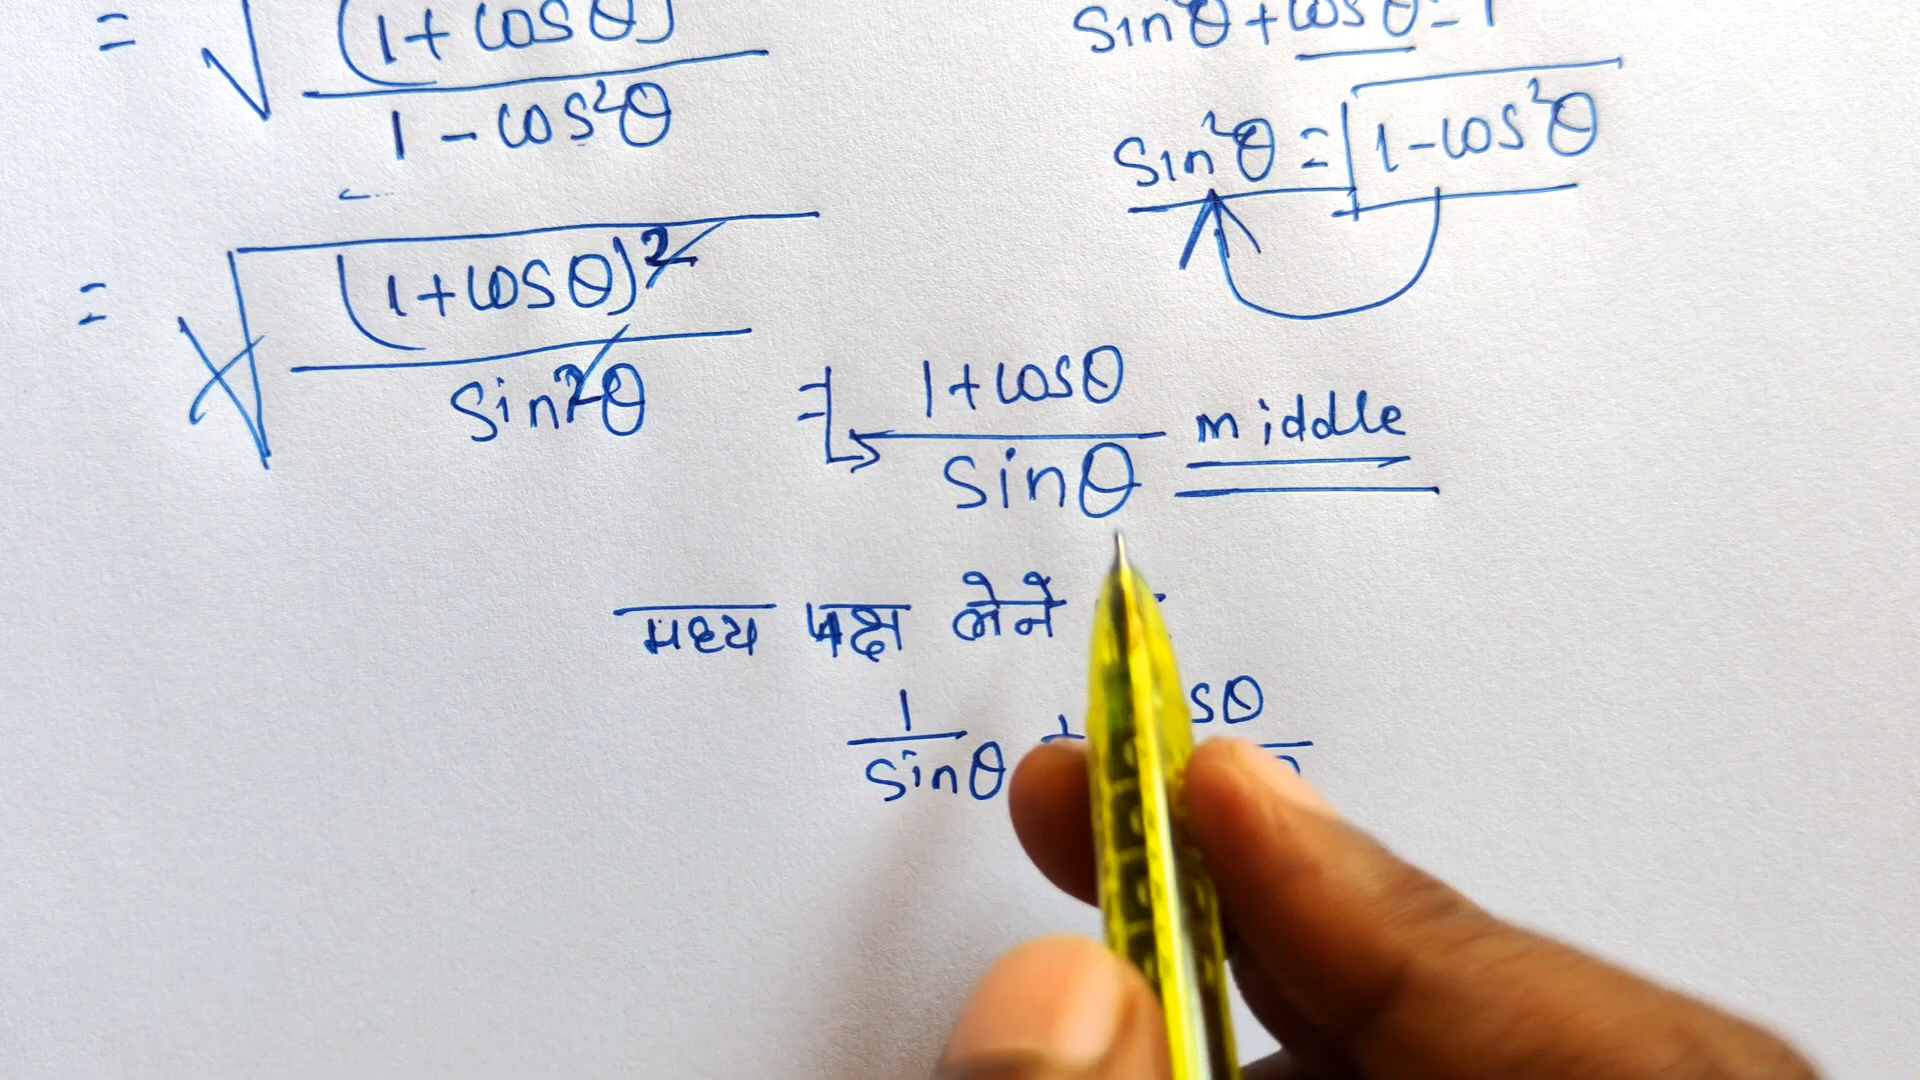 = √(1+cosθ)
1-cos²θ
= √(1+cosθ)²
sin²θ
sin²θ+cos²θ=1
sin²θ = 1-cos²θ
= 1+cosθ
sinθ
middle
मध्य पक्ष लेने
1 + sθ
sinθ